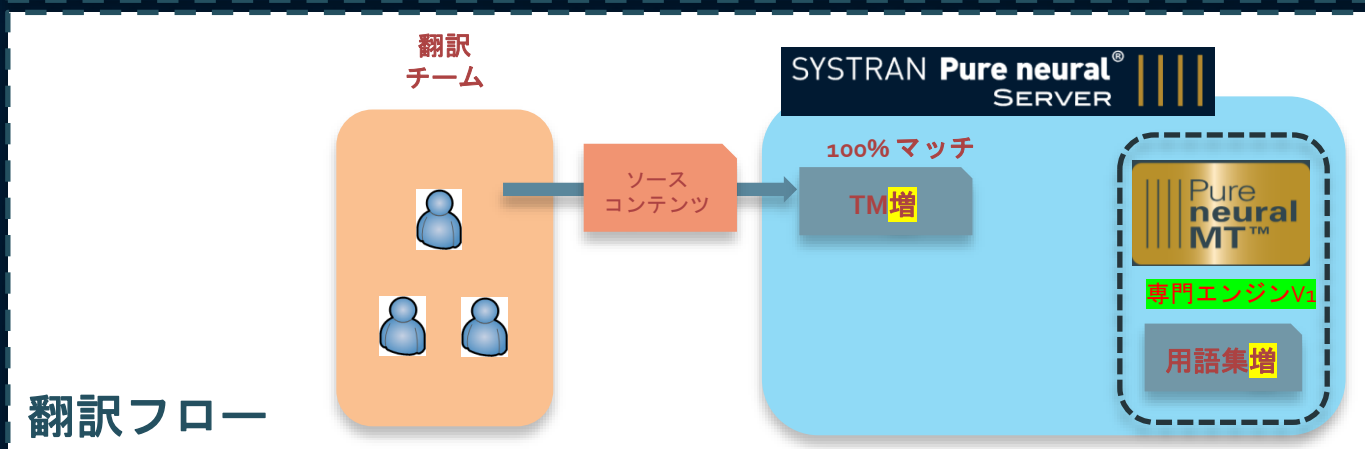 翻訳
チーム
SYSTRAN Pure neural®
SERVER
100% マッチ
ソース
コンテンツ
TM増
Pure
neural
MT™
専門エンジンV1
用語集増
翻訳フロー